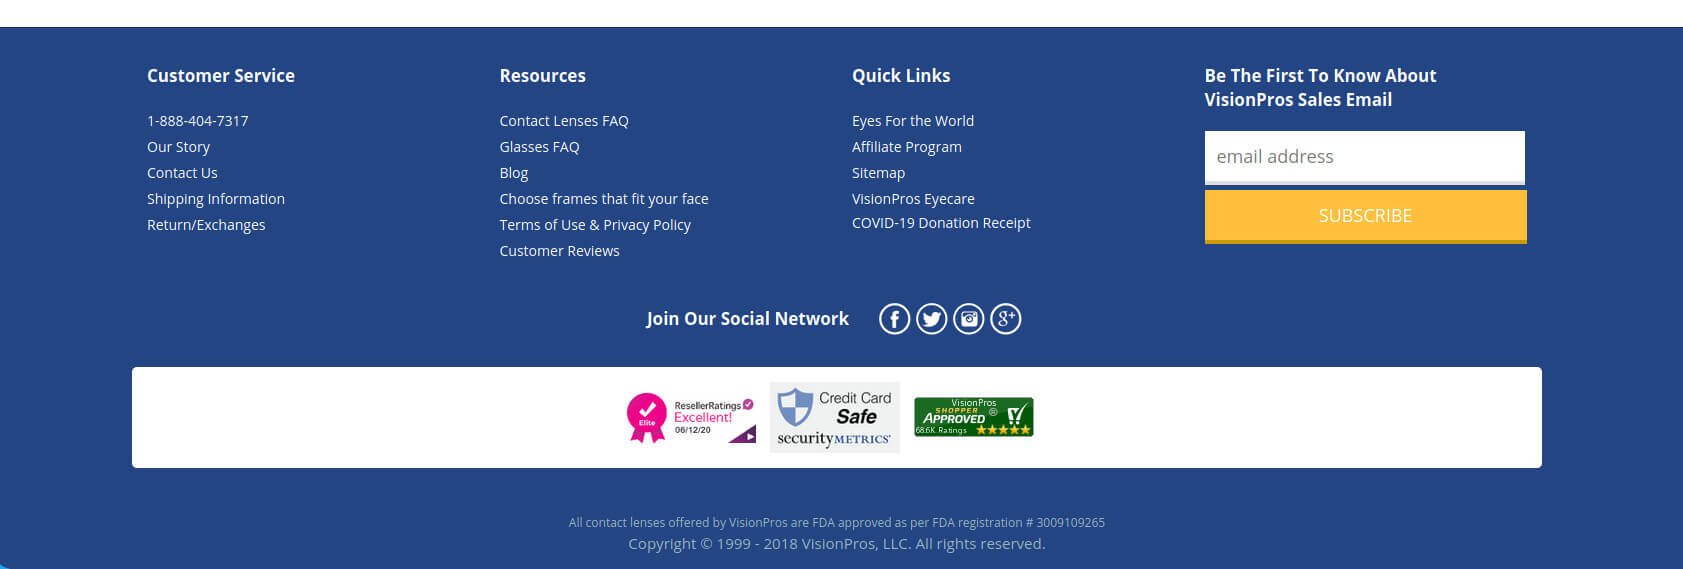 Customer Service
1-888-404-7317
Our Story
Contact Us
Shipping Information
Return/Exchanges
Resources
Contact Lenses FAQ
Glasses FAQ
Blog
Choose frames that fit your face
Terms of Use & Privacy Policy
Customer Reviews
Quick Links
Eyes For the World
Affiliate Program
Sitemap
VisionPros Eyecare
COVID-19 Donation Receipt
Be The First To Know About
VisionPros Sales Email
email address
SUBSCRIBE
Join Our Social Network
f
g+
Elite
ResellerRatings
Excellent!
06/12/20
Credit Card
Safe
securityMETRICS®
VisionPros
SHOPPER
APPROVED ®
68.6K Ratings
All contact lenses offered by VisionPros are FDA approved as per FDA registration # 3009109265
Copyright © 1999 - 2018 VisionPros, LLC. All rights reserved.